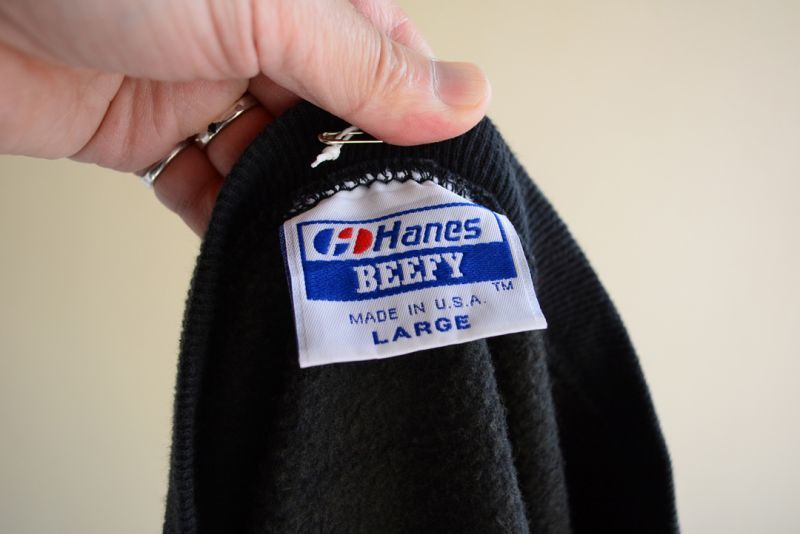 Hanes
BEEFY
TM
MADE IN U.S.A.
LARGE